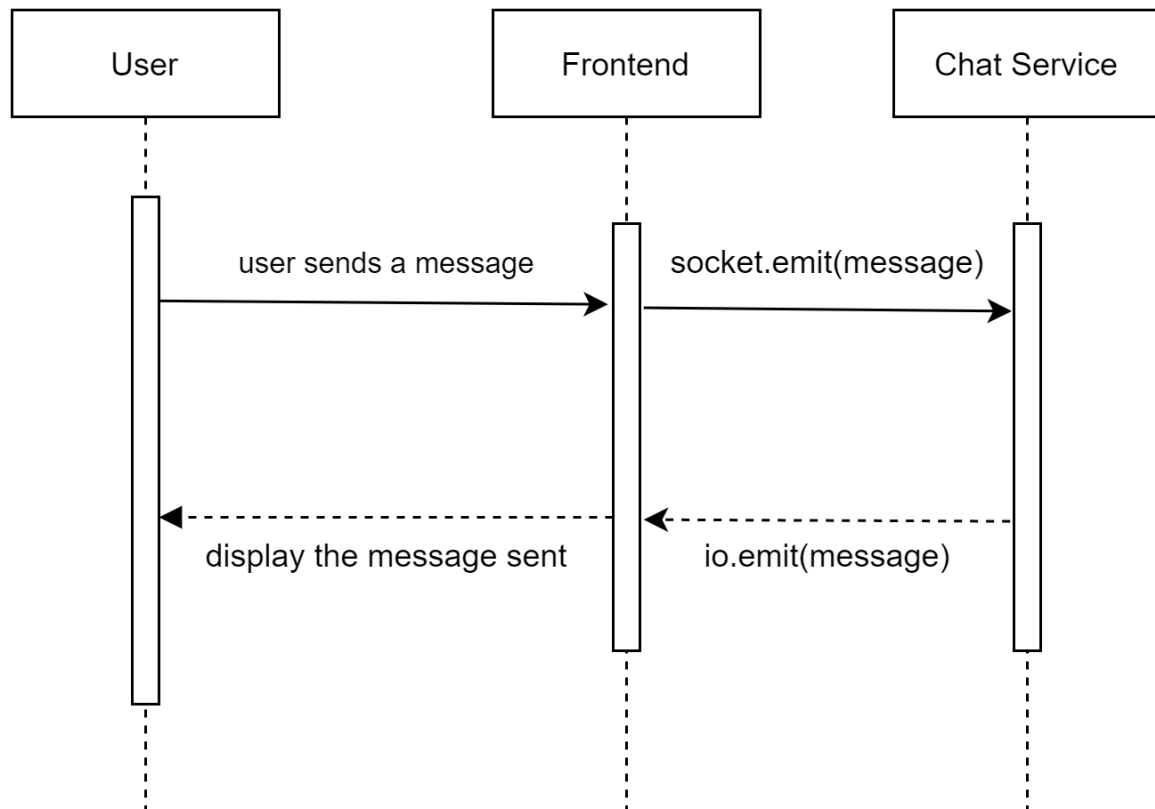 User
Frontend
Chat Service
user sends a message
socket.emit(message)
display the message sent
io.emit(message)